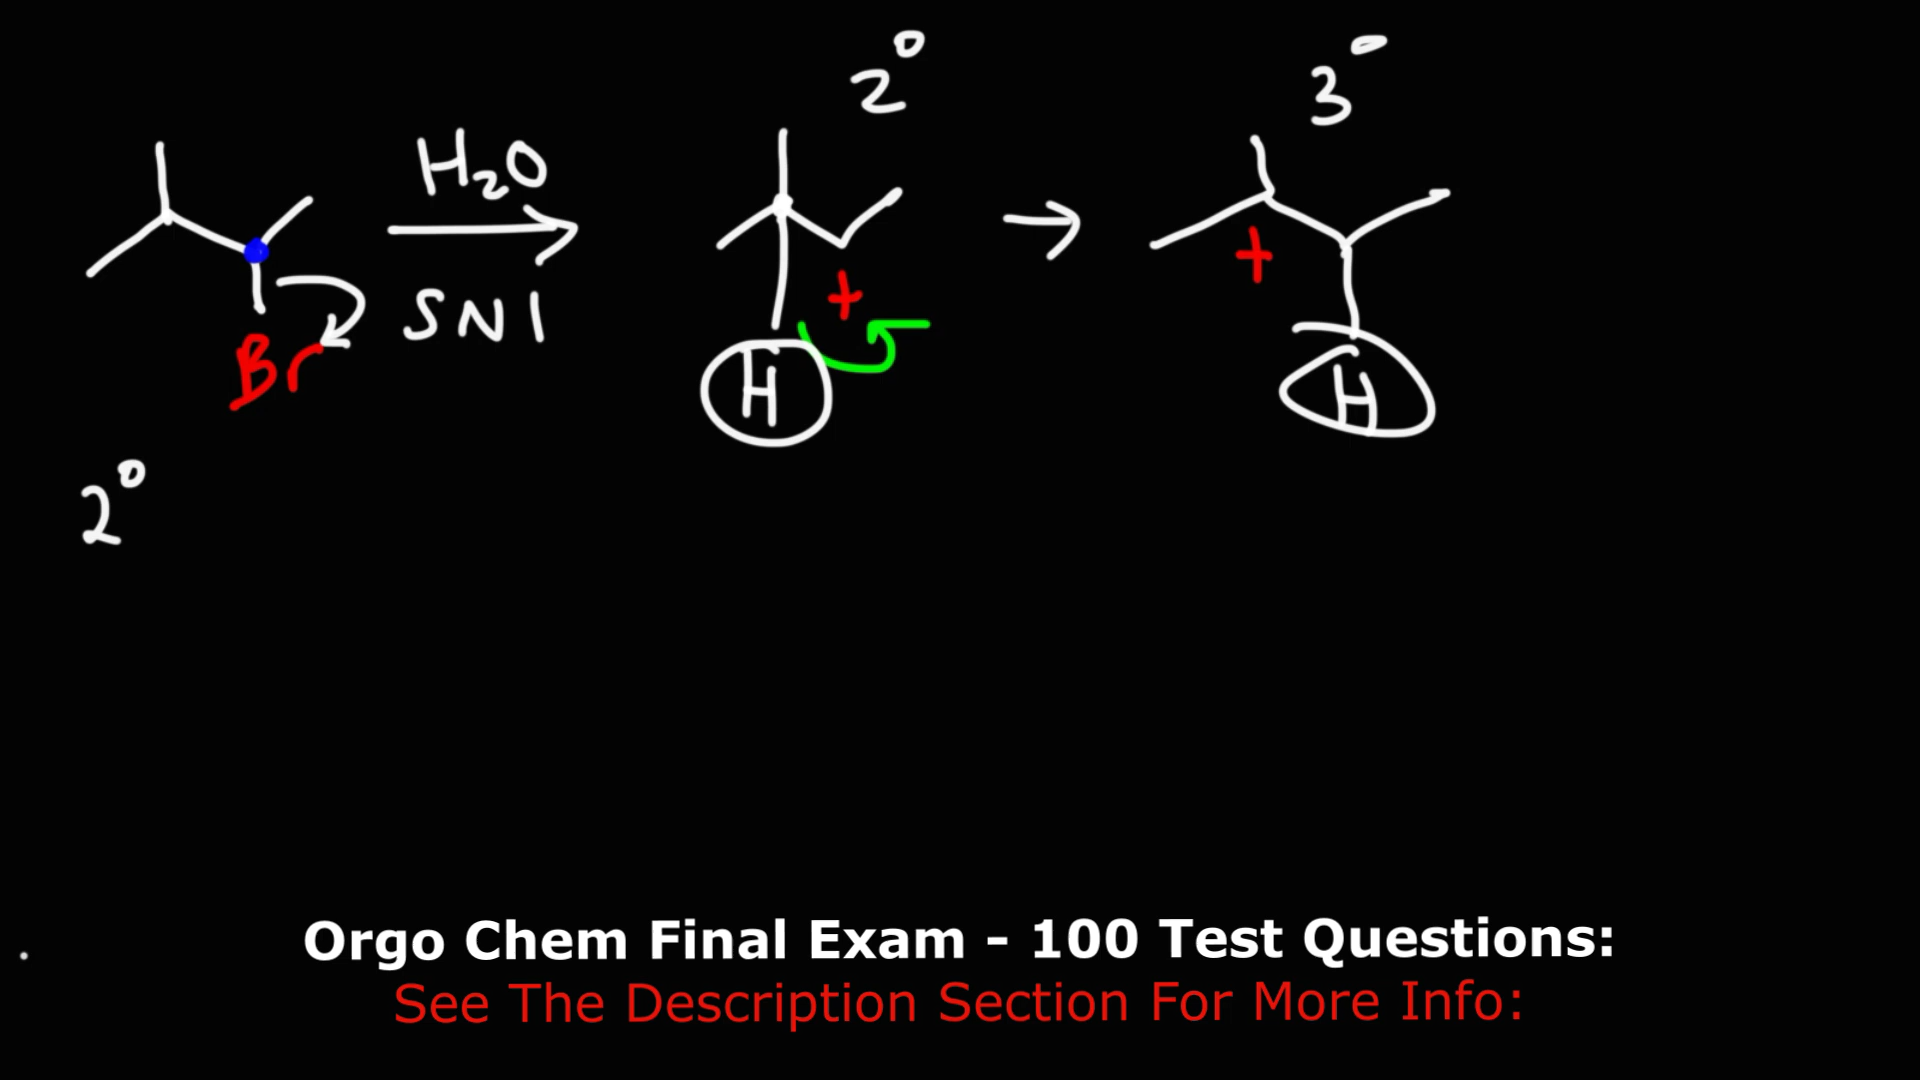 2°
3°
H₂O
SN1
+
+
Br
H
H
2°
Orgo Chem Final Exam - 100 Test Questions:
See The Description Section For More Info: